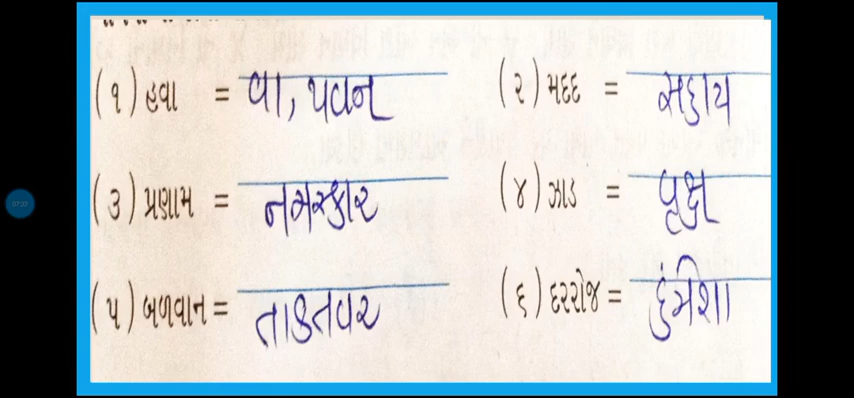 (૧) હવા = વા, પવન (૨) મદદ = સહાય
(૩) પ્રણામ = નમસ્કાર (૪) ઝાડ = વૃક્ષ
(૫) બળવાન = તાકતવર (૬) દરરોજ = હંમેશા